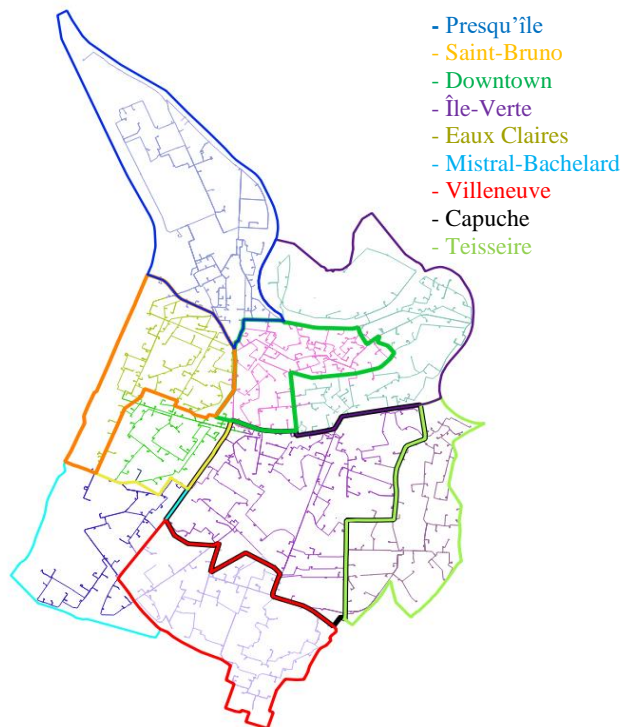 - Presqu’île
- Saint-Bruno
- Downtown
- Île-Verte
- Eaux Claires
- Mistral-Bachelard
- Villeneuve
- Capuche
- Teisseire